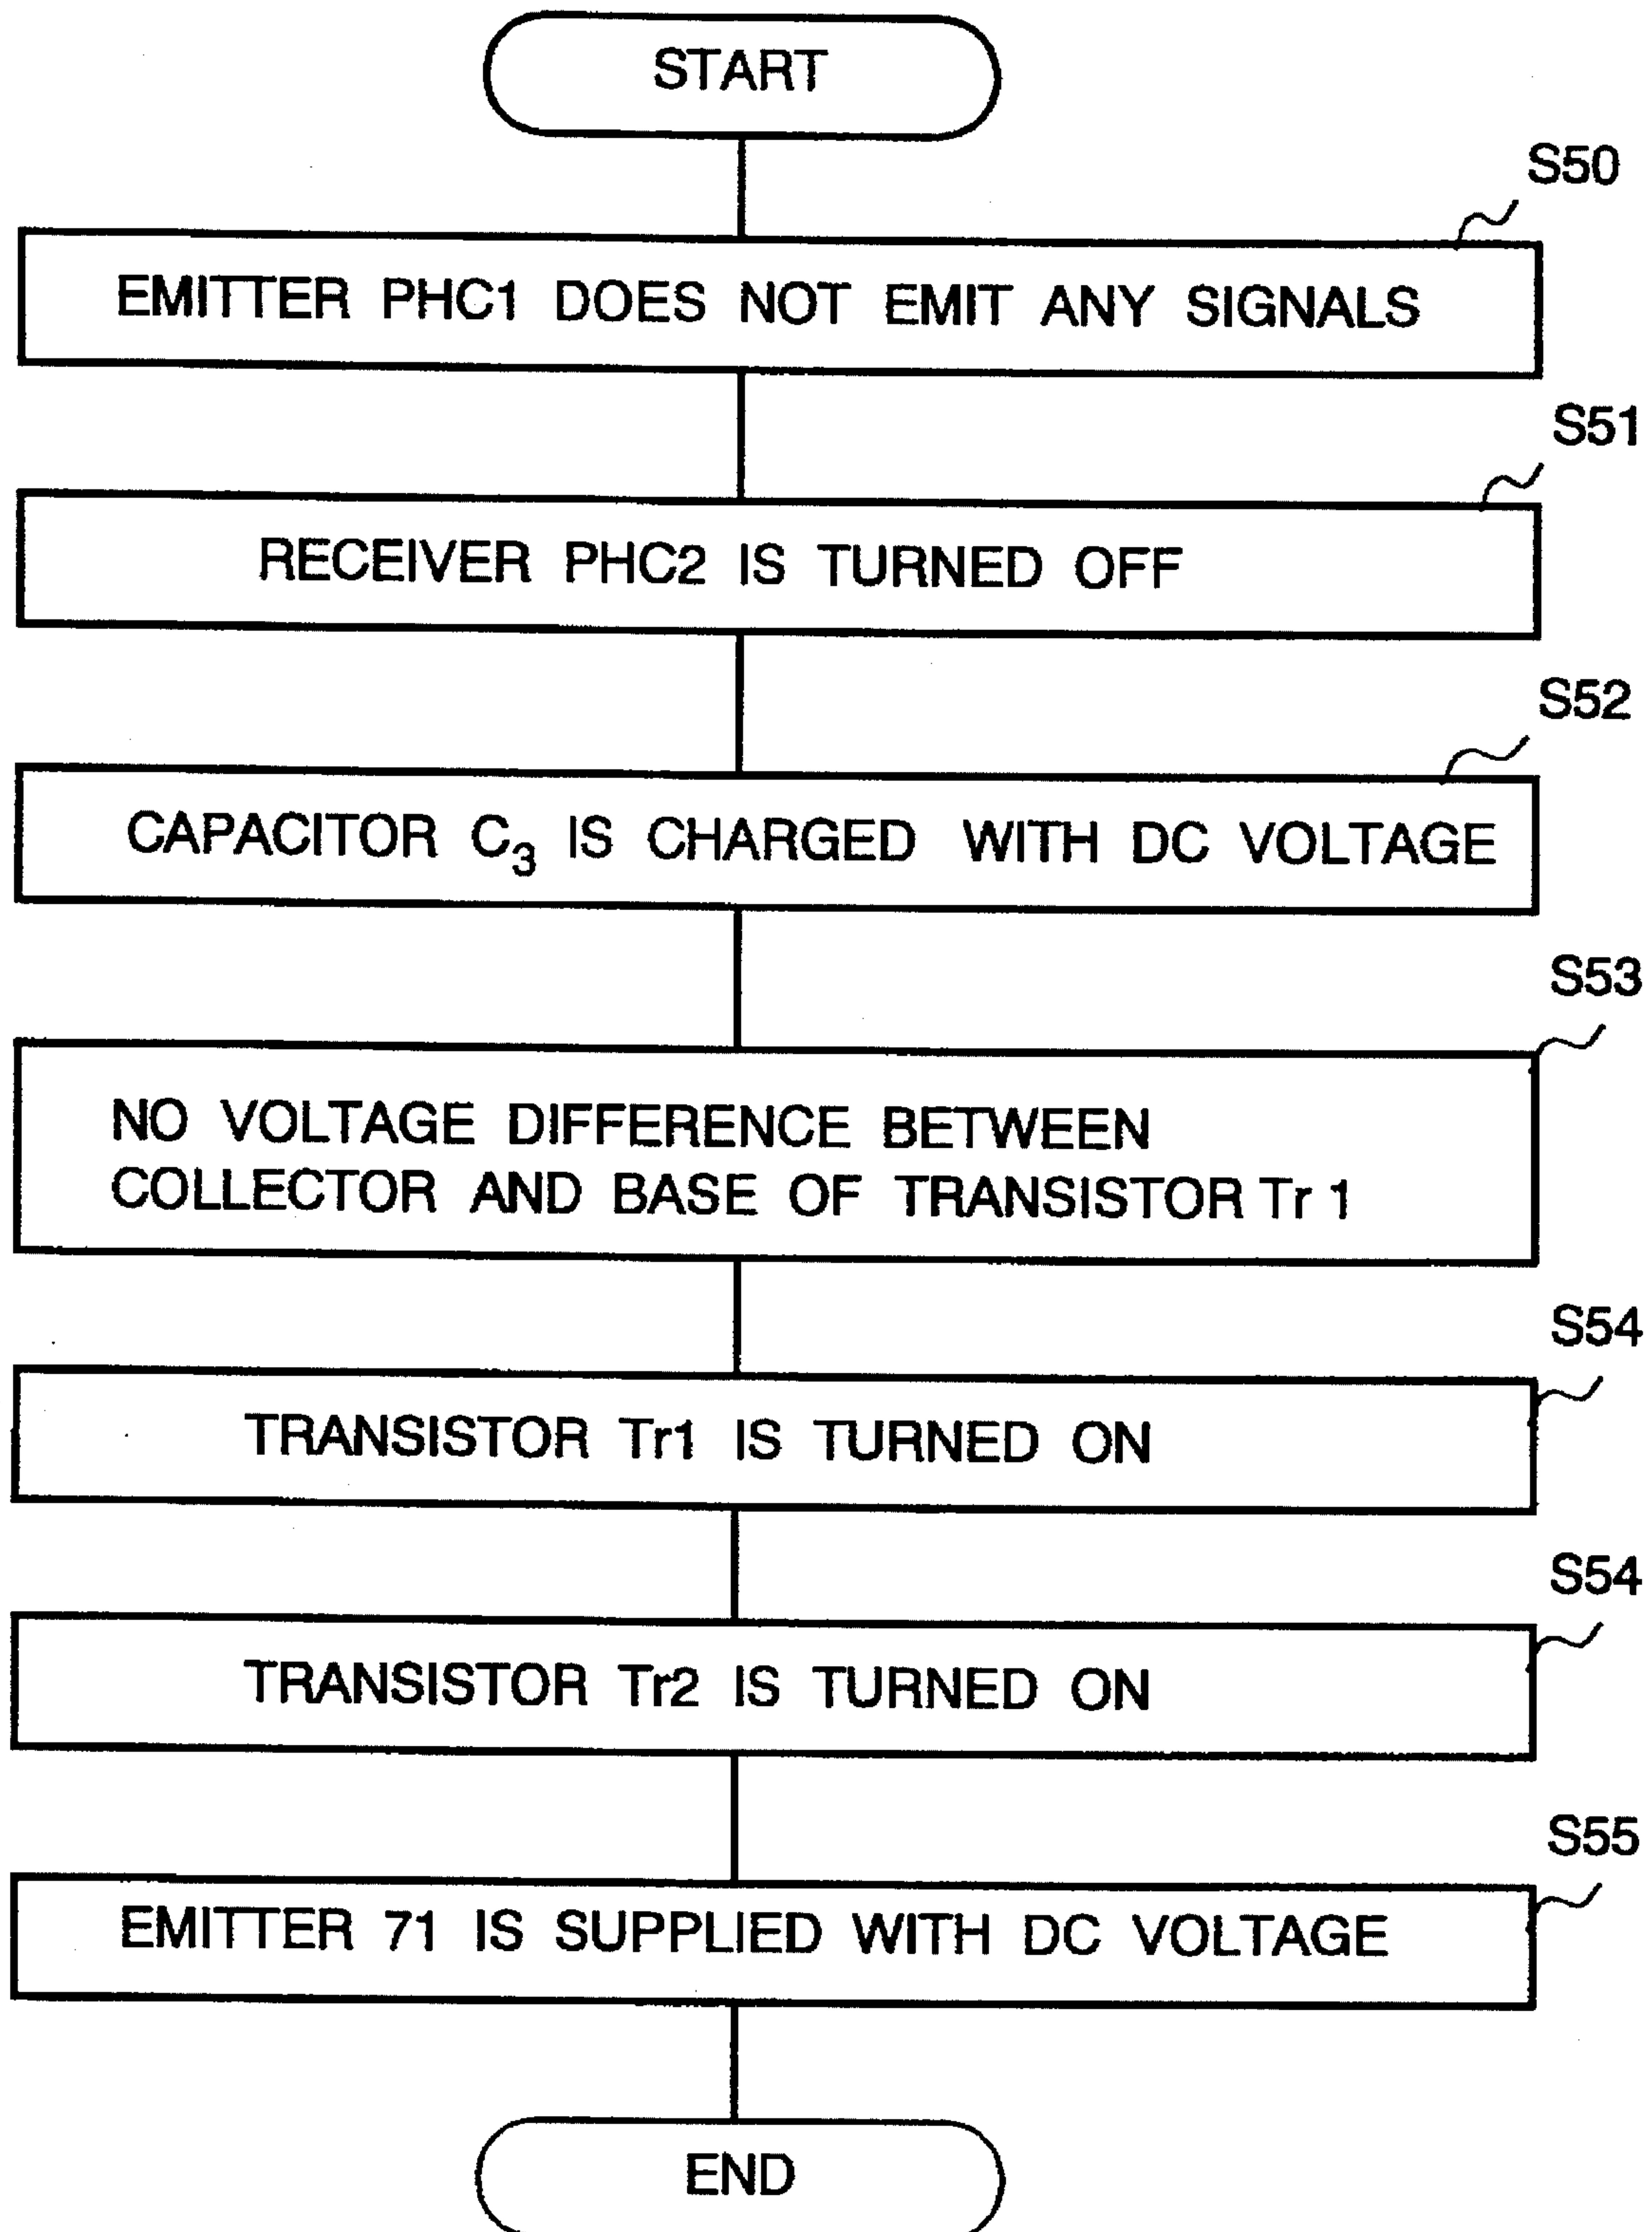 START
S50
EMITTER PHC1 DOES NOT EMIT ANY SIGNALS
S51
RECEIVER PHC2 IS TURNED OFF
S52
CAPACITOR C₃ IS CHARGED WITH DC VOLTAGE
S53
NO VOLTAGE DIFFERENCE BETWEEN
COLLECTOR AND BASE OF TRANSISTOR Tr 1
S54
TRANSISTOR Tr1 IS TURNED ON
S54
TRANSISTOR Tr2 IS TURNED ON
S55
EMITTER 71 IS SUPPLIED WITH DC VOLTAGE
END